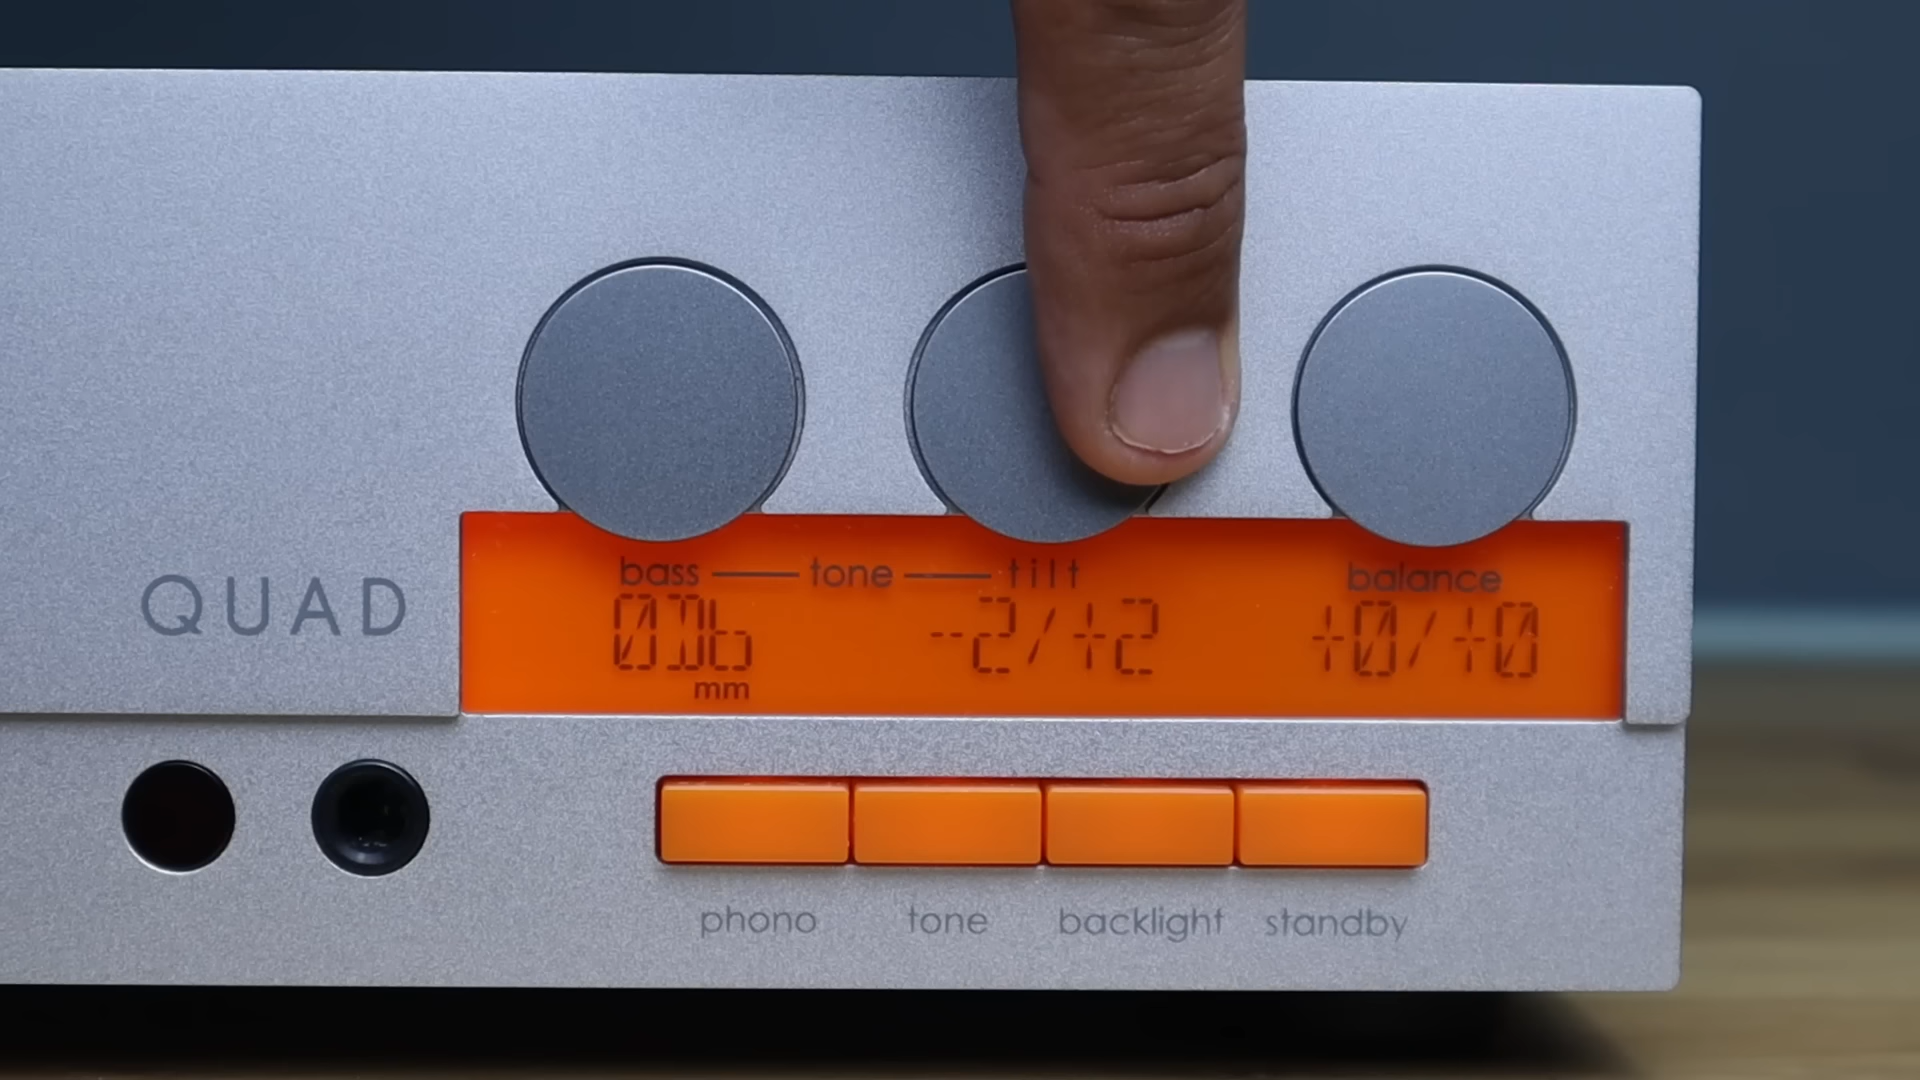 bass — tone — tilt balance
QUAD 0Db -2/+2 +0/+0
mm
phono tone backlight standby